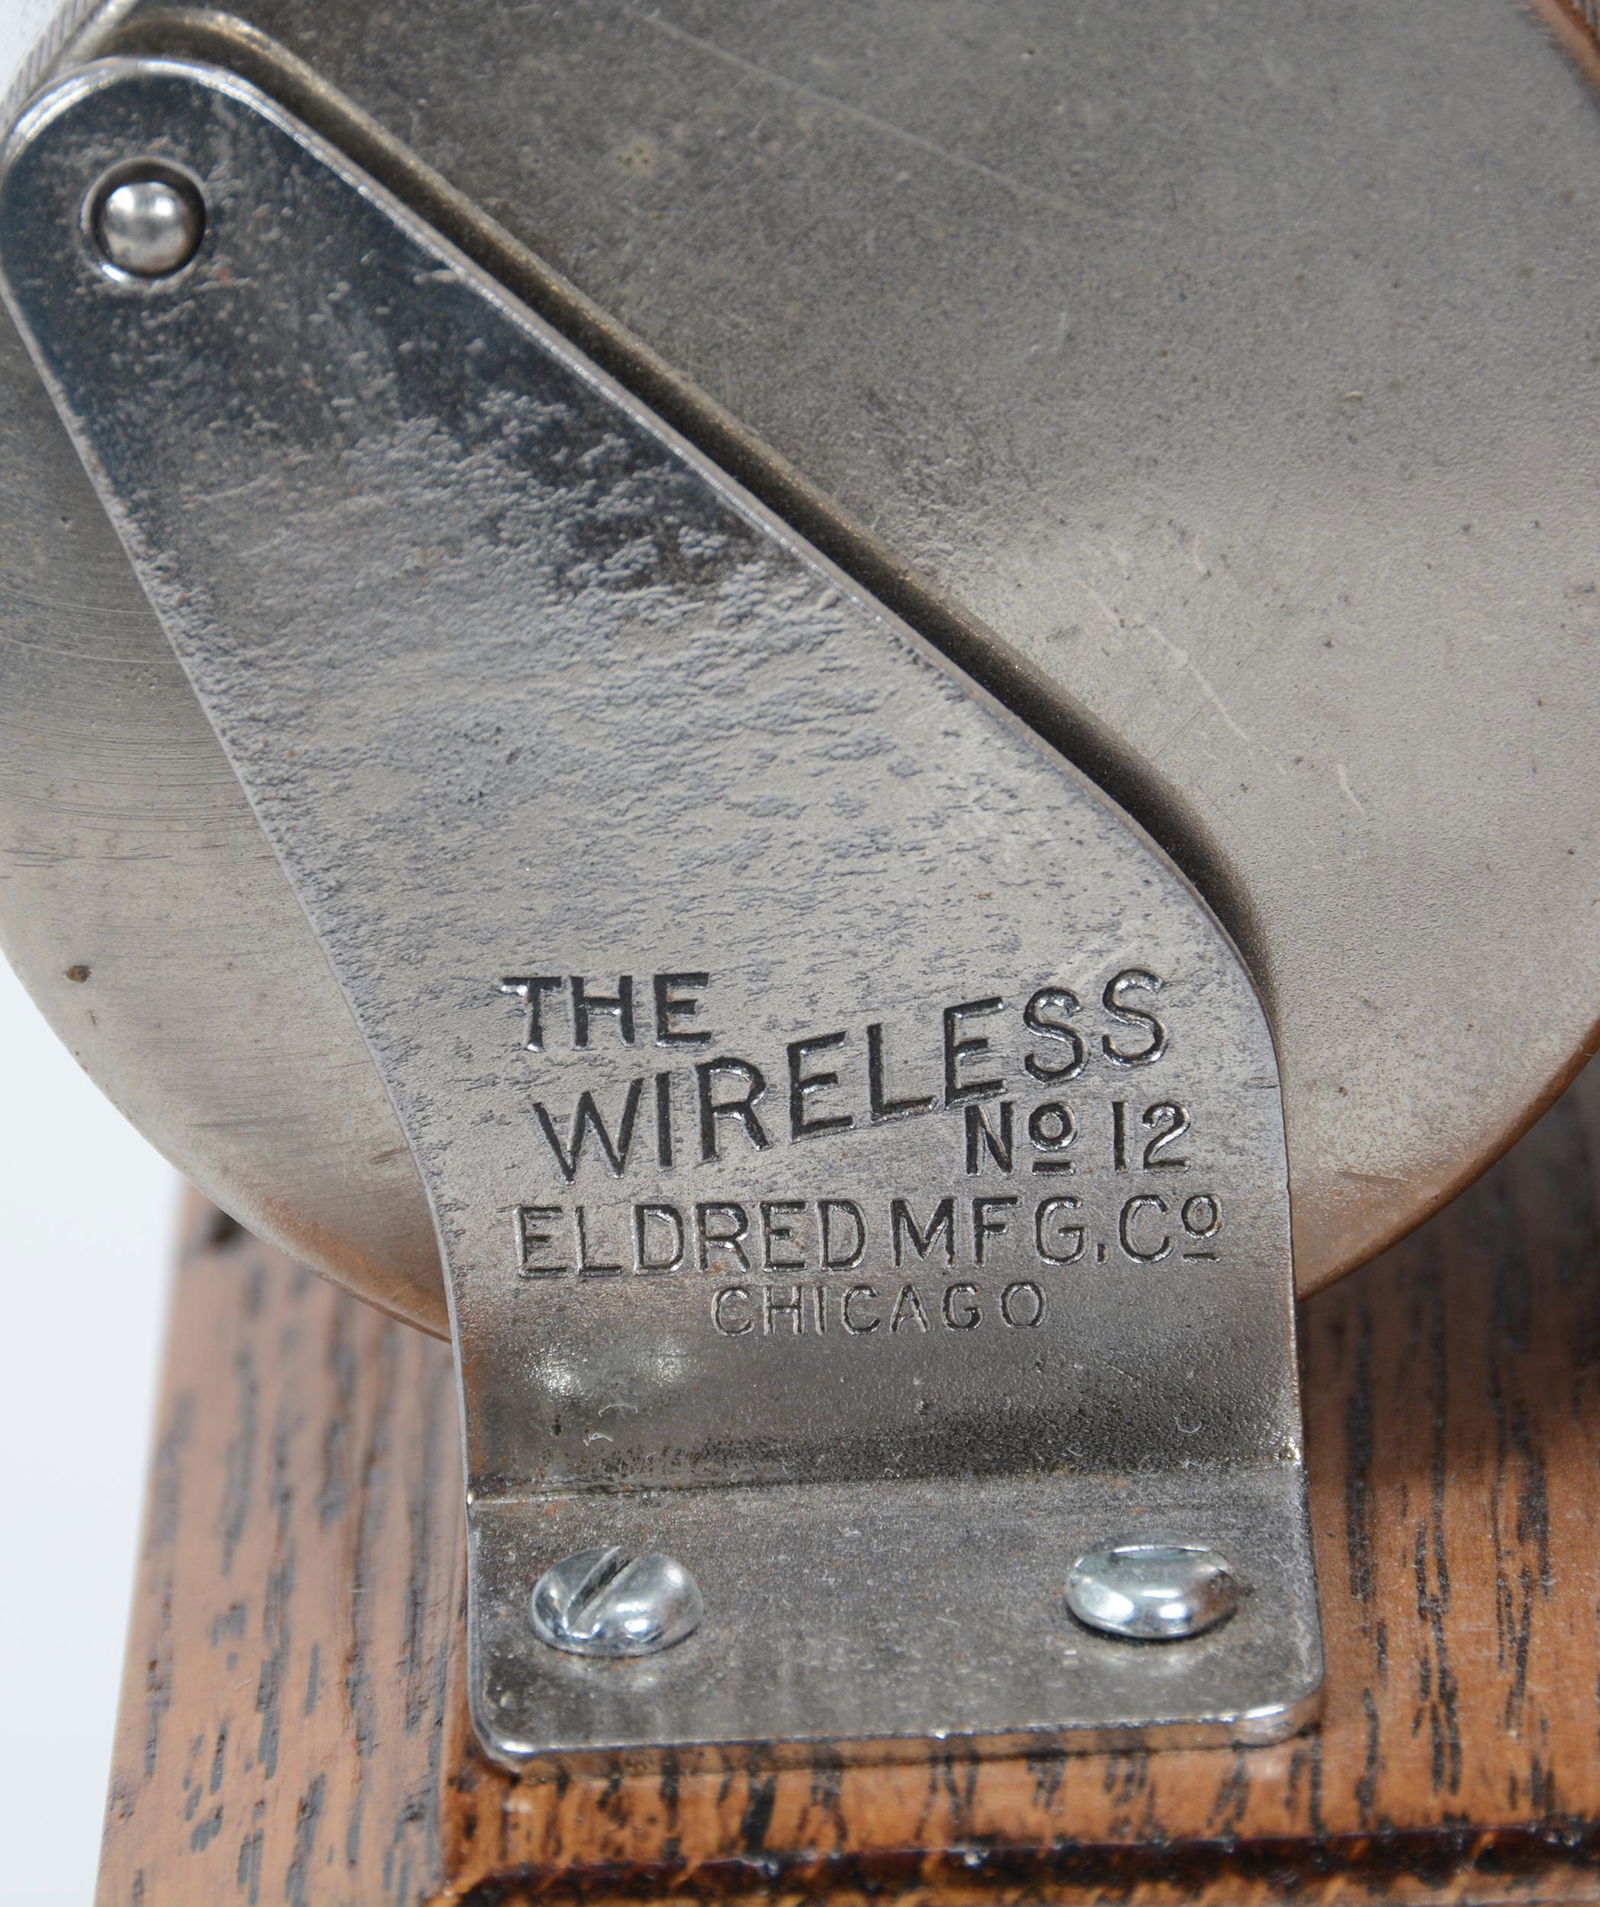 THE
WIRELESS
Nº 12
ELDRED MFG. Cº
CHICAGO